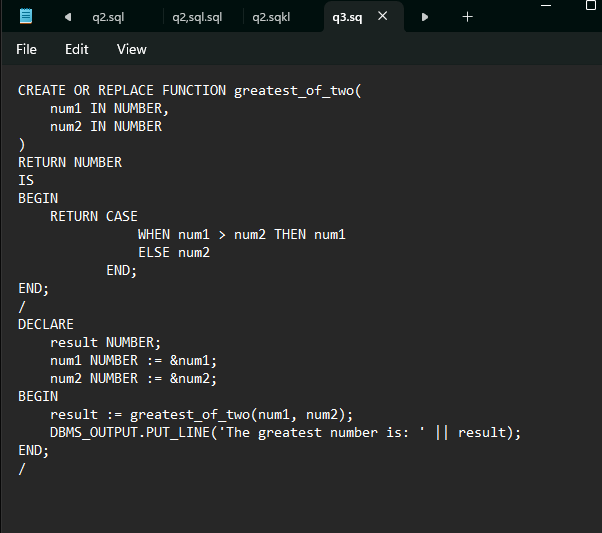 q2.sql q2,sql.sql q2.sqkl q3.sq
File Edit View
CREATE OR REPLACE FUNCTION greatest_of_two(
    num1 IN NUMBER,
    num2 IN NUMBER
)
RETURN NUMBER
IS
BEGIN
    RETURN CASE
               WHEN num1 > num2 THEN num1
               ELSE num2
           END;
END;
/
DECLARE
    result NUMBER;
    num1 NUMBER := &num1;
    num2 NUMBER := &num2;
BEGIN
    result := greatest_of_two(num1, num2);
    DBMS_OUTPUT.PUT_LINE('The greatest number is: ' || result);
END;
/